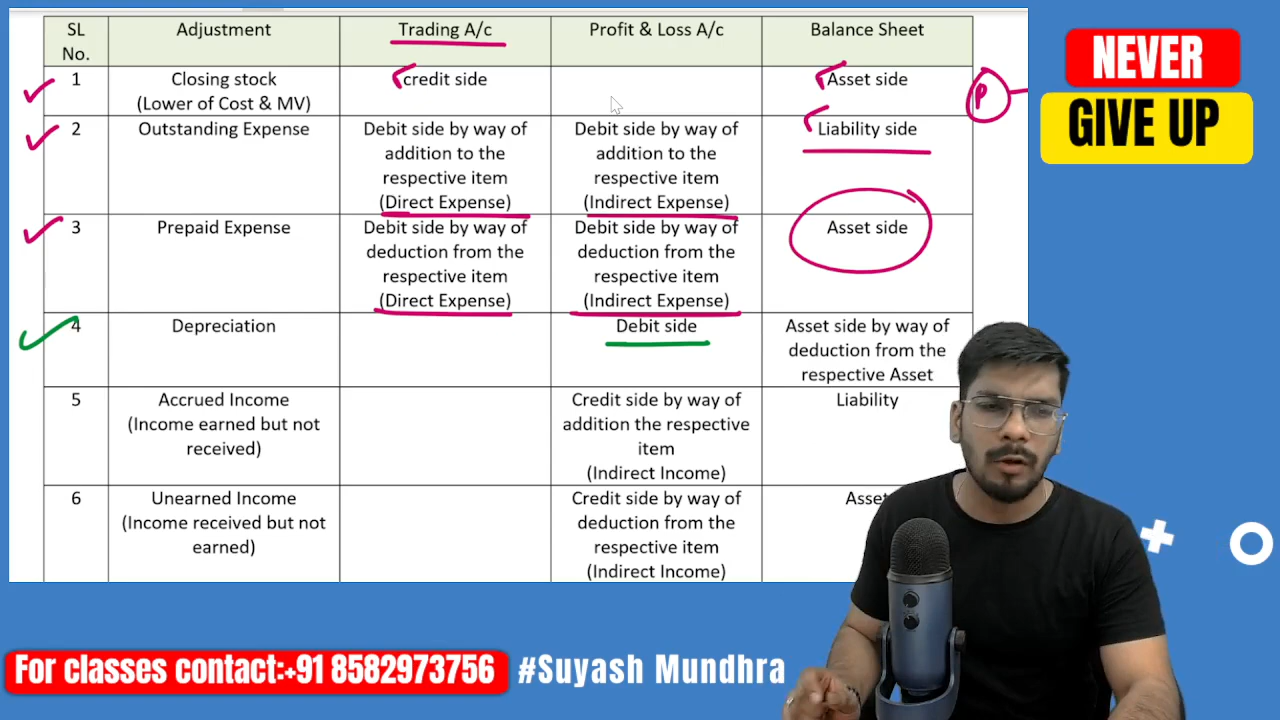 SL
No.
Adjustment
Trading A/c
Profit & Loss A/c
Balance Sheet
1
Closing stock
(Lower of Cost & MV)
credit side
Asset side
P
2
Outstanding Expense
Debit side by way of
addition to the
respective item
(Direct Expense)
Debit side by way of
addition to the
respective item
(Indirect Expense)
Liability side
3
Prepaid Expense
Debit side by way of
deduction from the
respective item
(Direct Expense)
Debit side by way of
deduction from the
respective item
(Indirect Expense)
Asset side
4
Depreciation
Debit side
Asset side by way of
deduction from the
respective Asset
5
Accrued Income
(Income earned but not
received)
Credit side by way of
addition the respective
item
(Indirect Income)
Liability
6
Unearned Income
(Income received but not
earned)
Credit side by way of
deduction from the
respective item
(Indirect Income)
Asse
NEVER
GIVE UP
For classes contact:+91 8582973756
#Suyash Mundhra